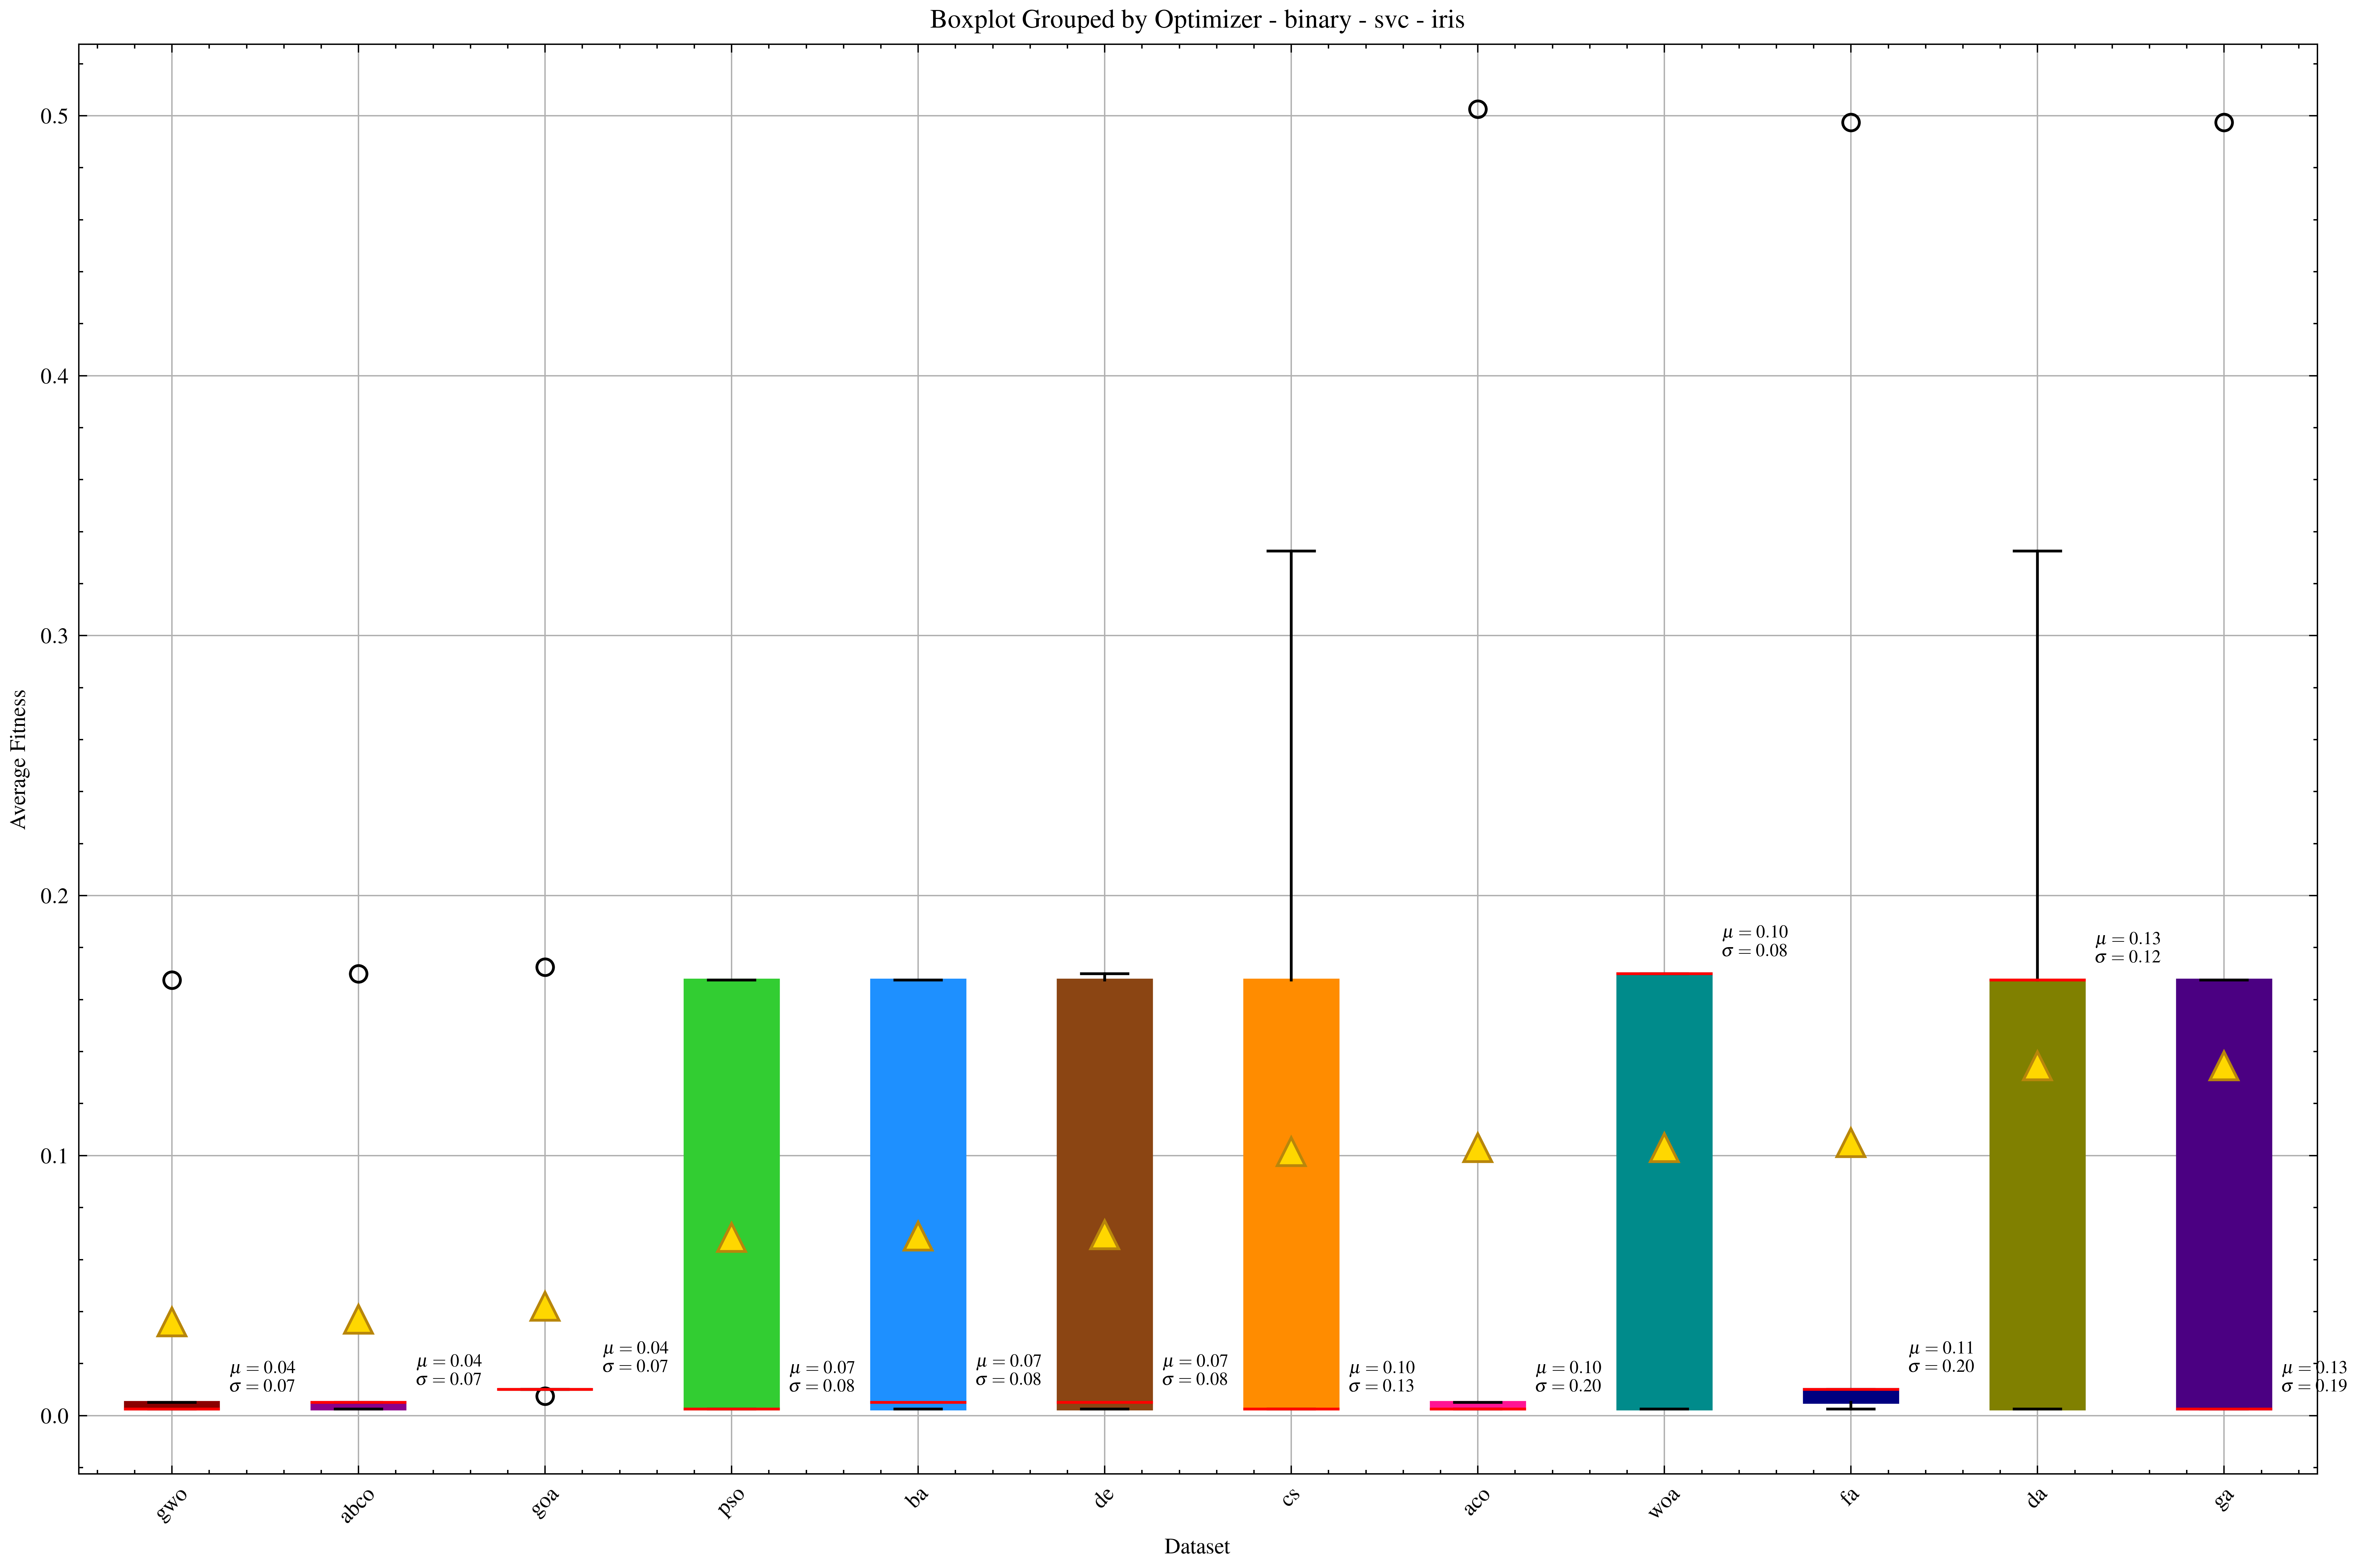 Boxplot Grouped by Optimizer - binary - svc - iris
0.5
0.4
0.3
0.2
0.1
0.0
Average Fitness
μ = 0.04
σ = 0.07
μ = 0.04
σ = 0.07
μ = 0.04
σ = 0.07
μ = 0.07
σ = 0.08
μ = 0.07
σ = 0.08
μ = 0.07
σ = 0.08
μ = 0.10
σ = 0.13
μ = 0.10
σ = 0.20
μ = 0.10
σ = 0.08
μ = 0.11
σ = 0.20
μ = 0.13
σ = 0.12
μ = 0.13
σ = 0.19
gwo
abco
goa
pso
ba
de
cs
aco
woa
fa
da
ga
Dataset